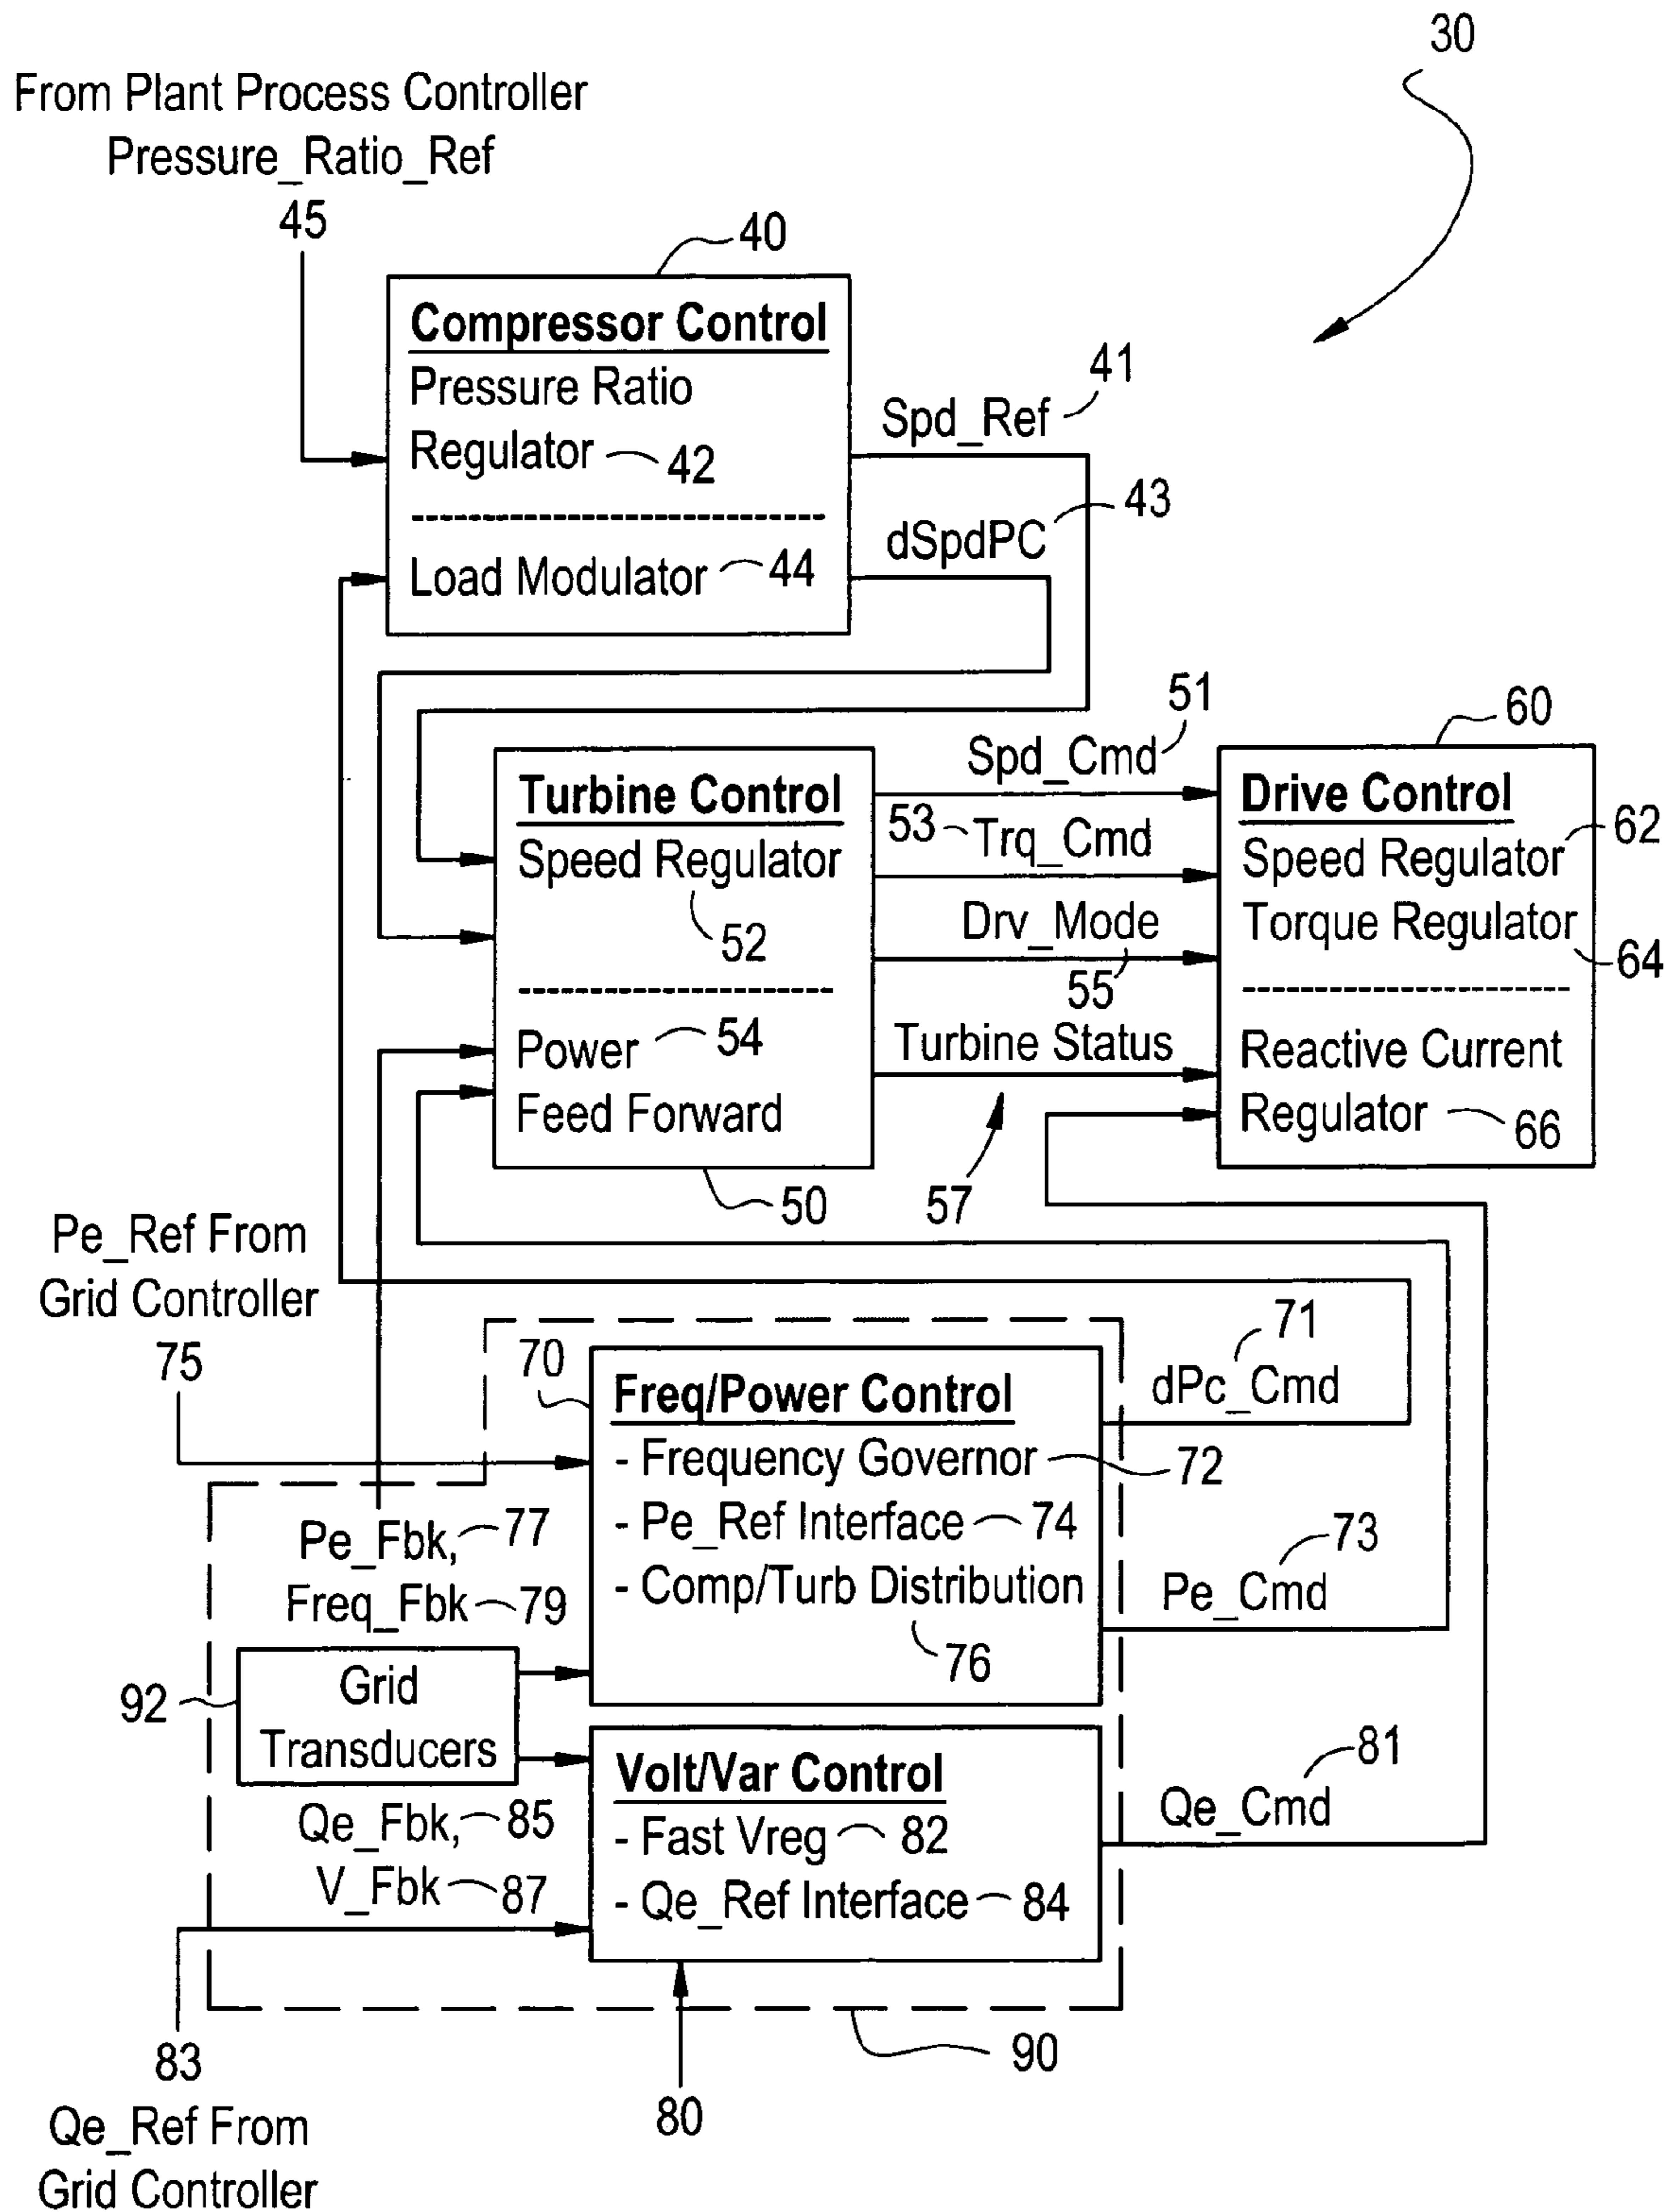 30
From Plant Process Controller
Pressure_Ratio_Ref
45
40
Compressor Control
Pressure Ratio
Regulator 42
Load Modulator 44
Spd_Ref 41
dSpdPC 43
Turbine Control
Speed Regulator
52
Power 54
Feed Forward
50
Spd_Cmd 51
53 Trq_Cmd
Drv_Mode
55
Turbine Status
57
60
Drive Control
Speed Regulator 62
Torque Regulator
64
Reactive Current
Regulator 66
Pe_Ref From
Grid Controller
75
70
Freq/Power Control
- Frequency Governor 72
- Pe_Ref Interface 74
- Comp/Turb Distribution
76
71
dPc_Cmd
73
Pe_Cmd
Pe_Fbk, 77
Freq_Fbk 79
92
Grid
Transducers
Qe_Fbk, 85
V_Fbk 87
Volt/Var Control
- Fast Vreg 82
- Qe_Ref Interface 84
81
Qe_Cmd
83
Qe_Ref From
Grid Controller
80
90